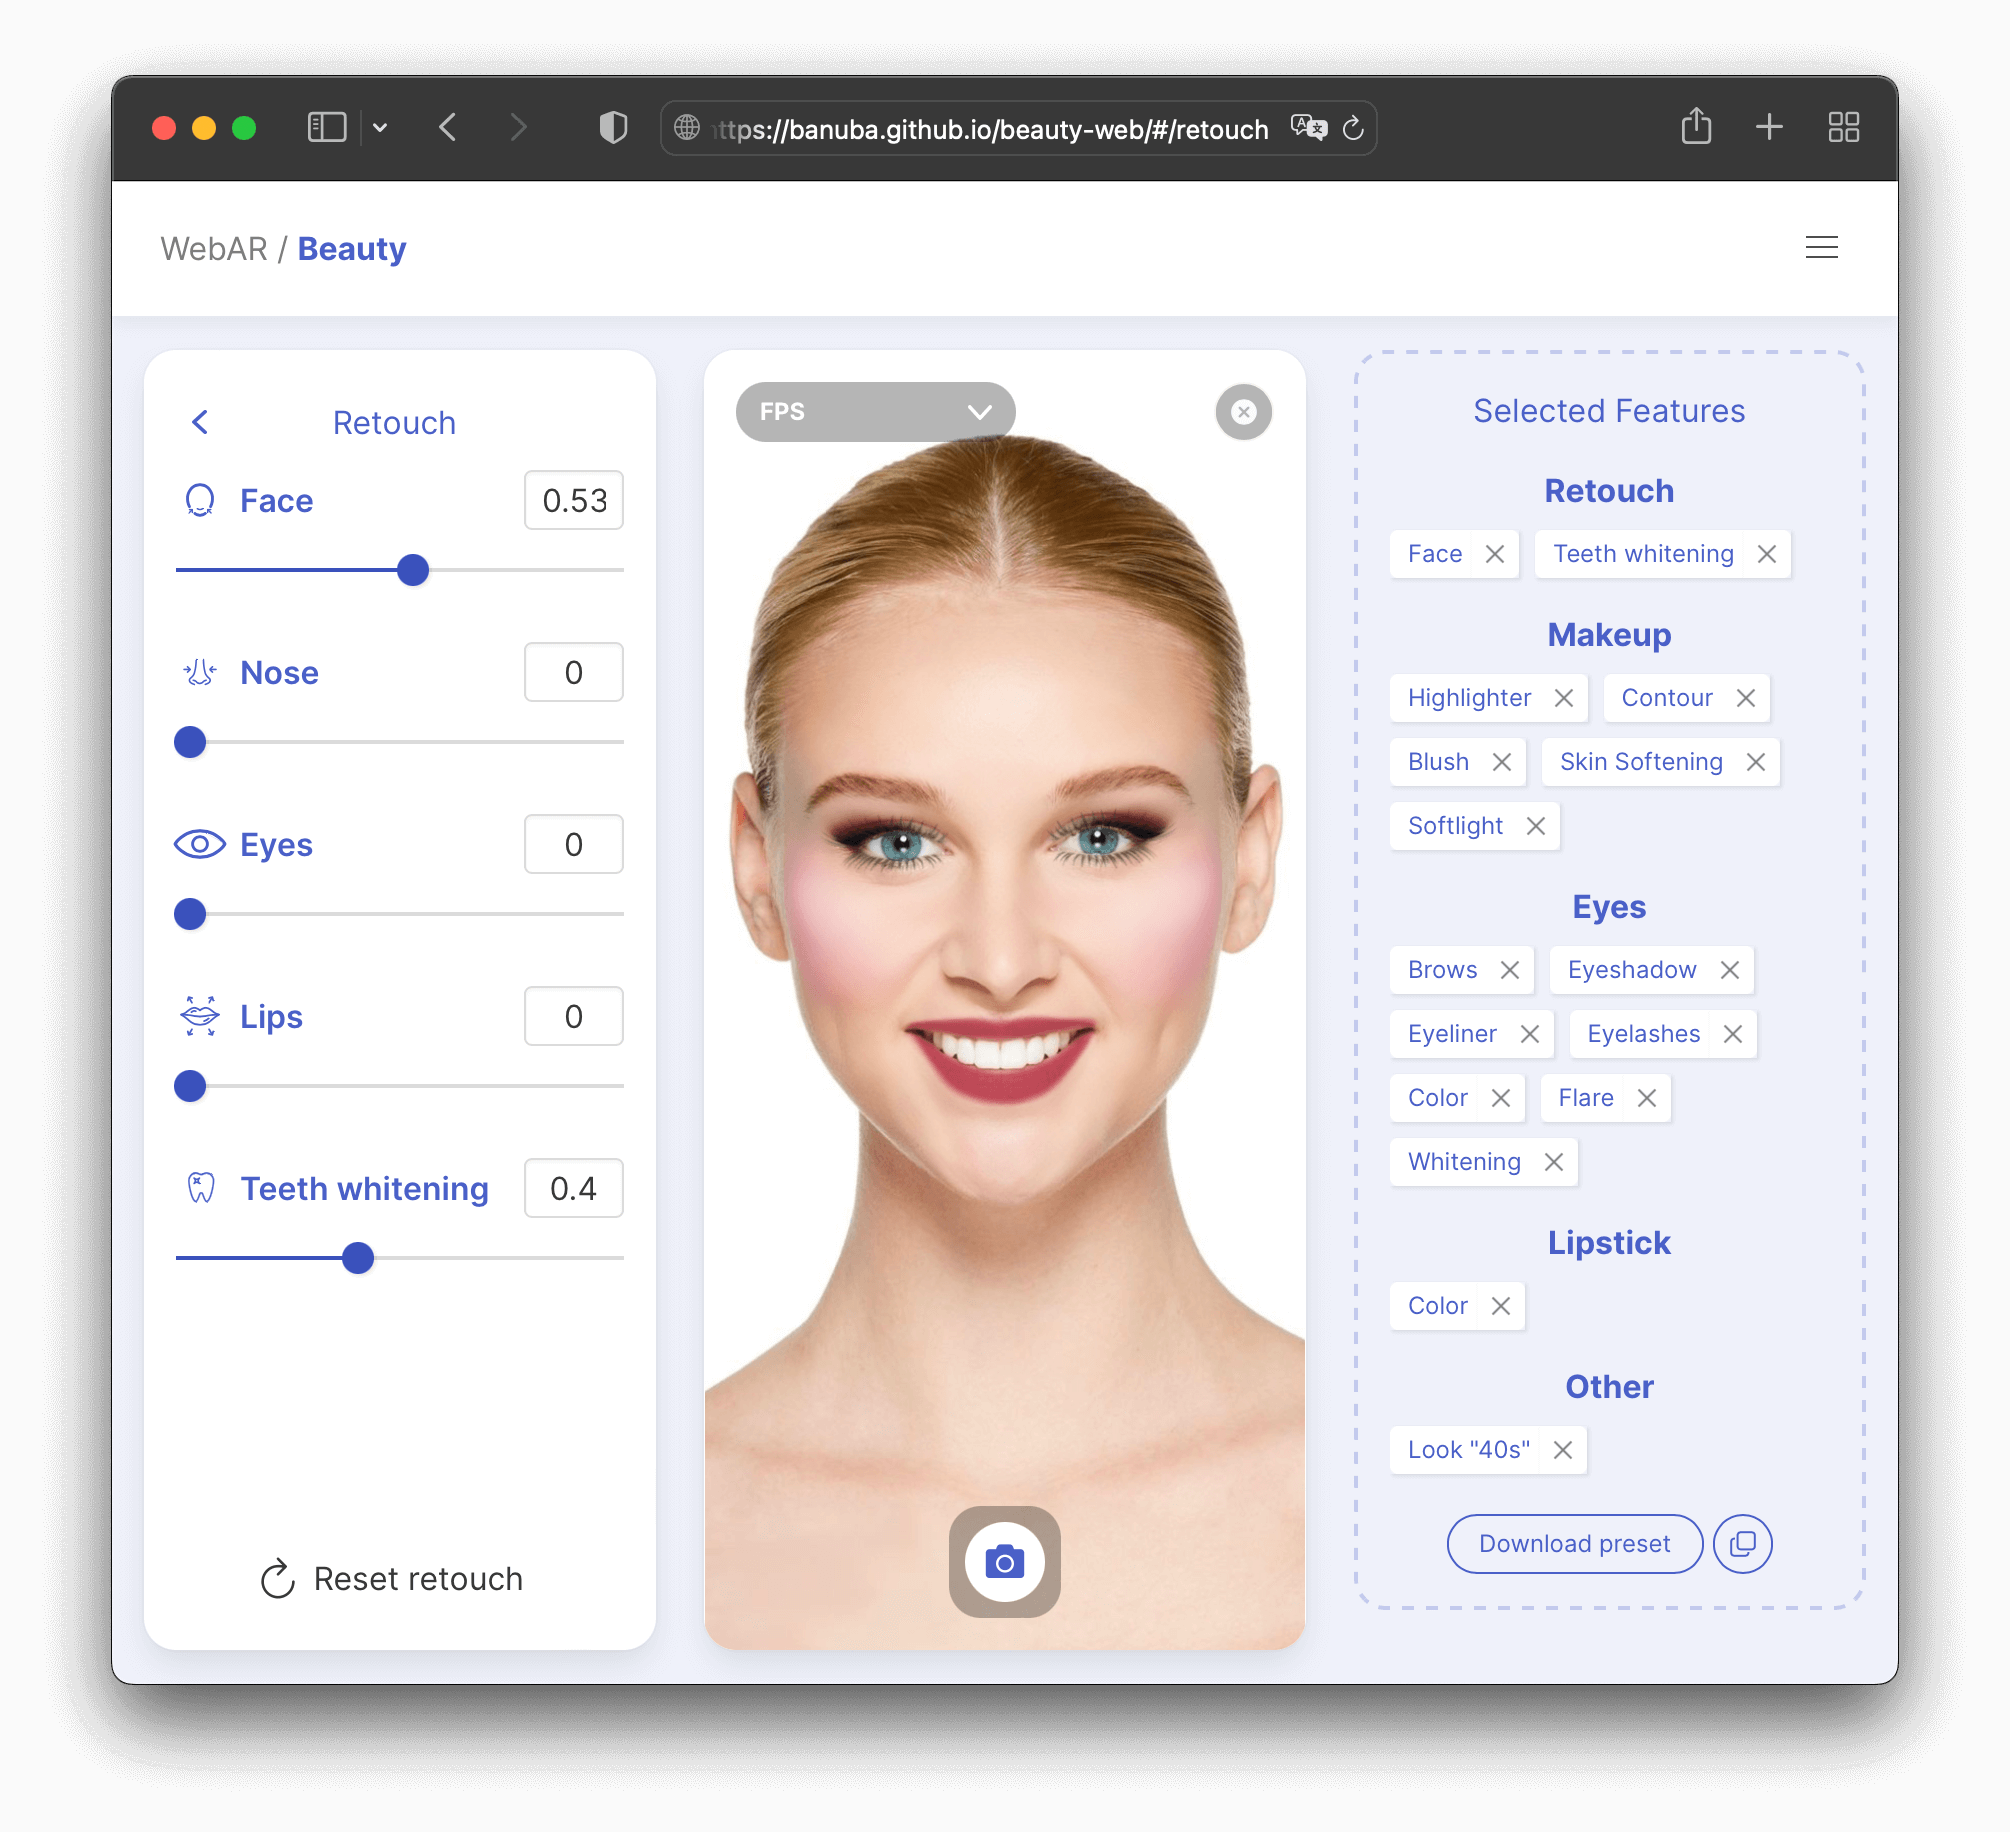 ttps://banuba.github.io/beauty-web/#/retouch
WebAR / Beauty
Retouch
Face 0.53
Nose 0
Eyes 0
Lips 0
Teeth whitening 0.4
Reset retouch
FPS
Selected Features
Retouch
Face Teeth whitening
Makeup
Highlighter Contour
Blush Skin Softening
Softlight
Eyes
Brows Eyeshadow
Eyeliner Eyelashes
Color Flare
Whitening
Lipstick
Color
Other
Look "40s"
Download preset